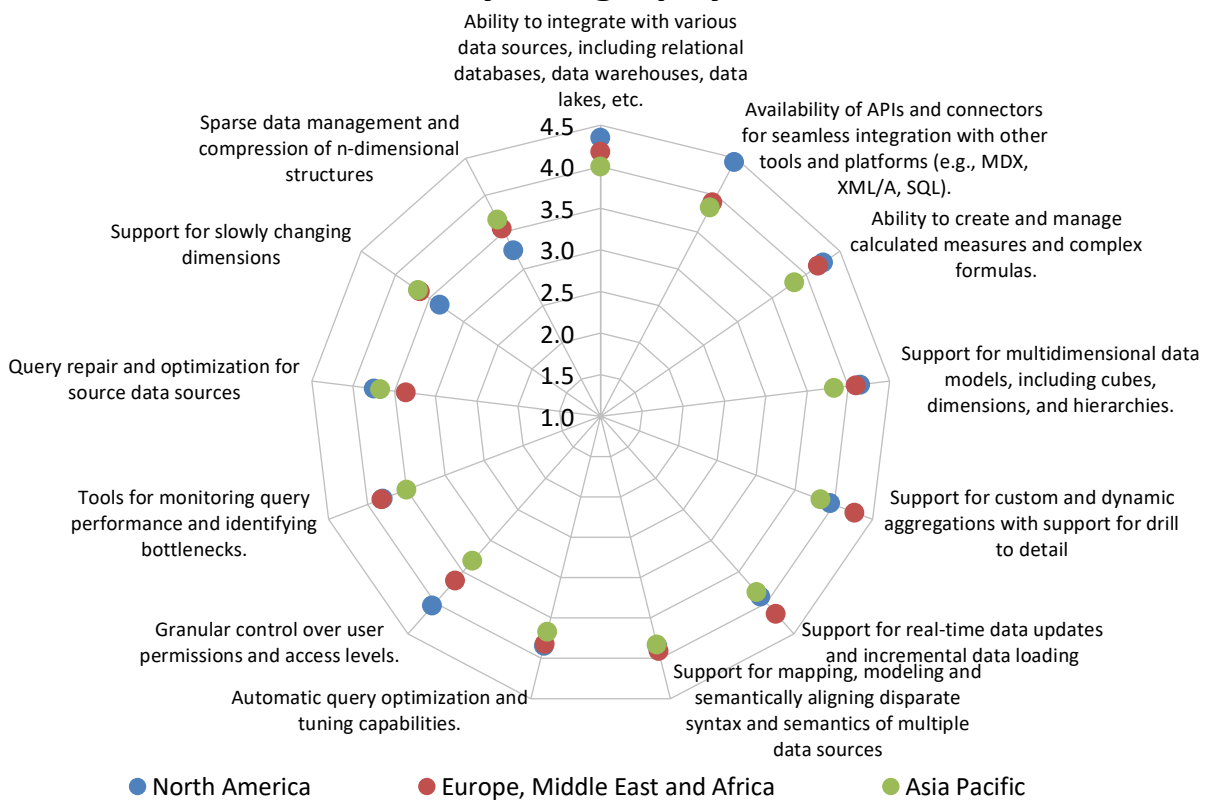 Ability to integrate with various
data sources, including relational
databases, data warehouses, data
lakes, etc.
Availability of APIs and connectors
for seamless integration with other
tools and platforms (e.g., MDX,
XML/A, SQL).
Ability to create and manage
calculated measures and complex
formulas.
Support for multidimensional data
models, including cubes,
dimensions, and hierarchies.
Support for custom and dynamic
aggregations with support for drill
to detail
Support for real-time data updates
and incremental data loading
Support for mapping, modeling and
semantically aligning disparate
syntax and semantics of multiple
data sources
Automatic query optimization and
tuning capabilities.
Granular control over user
permissions and access levels.
Tools for monitoring query
performance and identifying
bottlenecks.
Query repair and optimization for
source data sources
Support for slowly changing
dimensions
Sparse data management and
compression of n-dimensional
structures
4.5
4.0
3.5
3.0
2.5
2.0
1.5
1.0
North America
Europe, Middle East and Africa
Asia Pacific